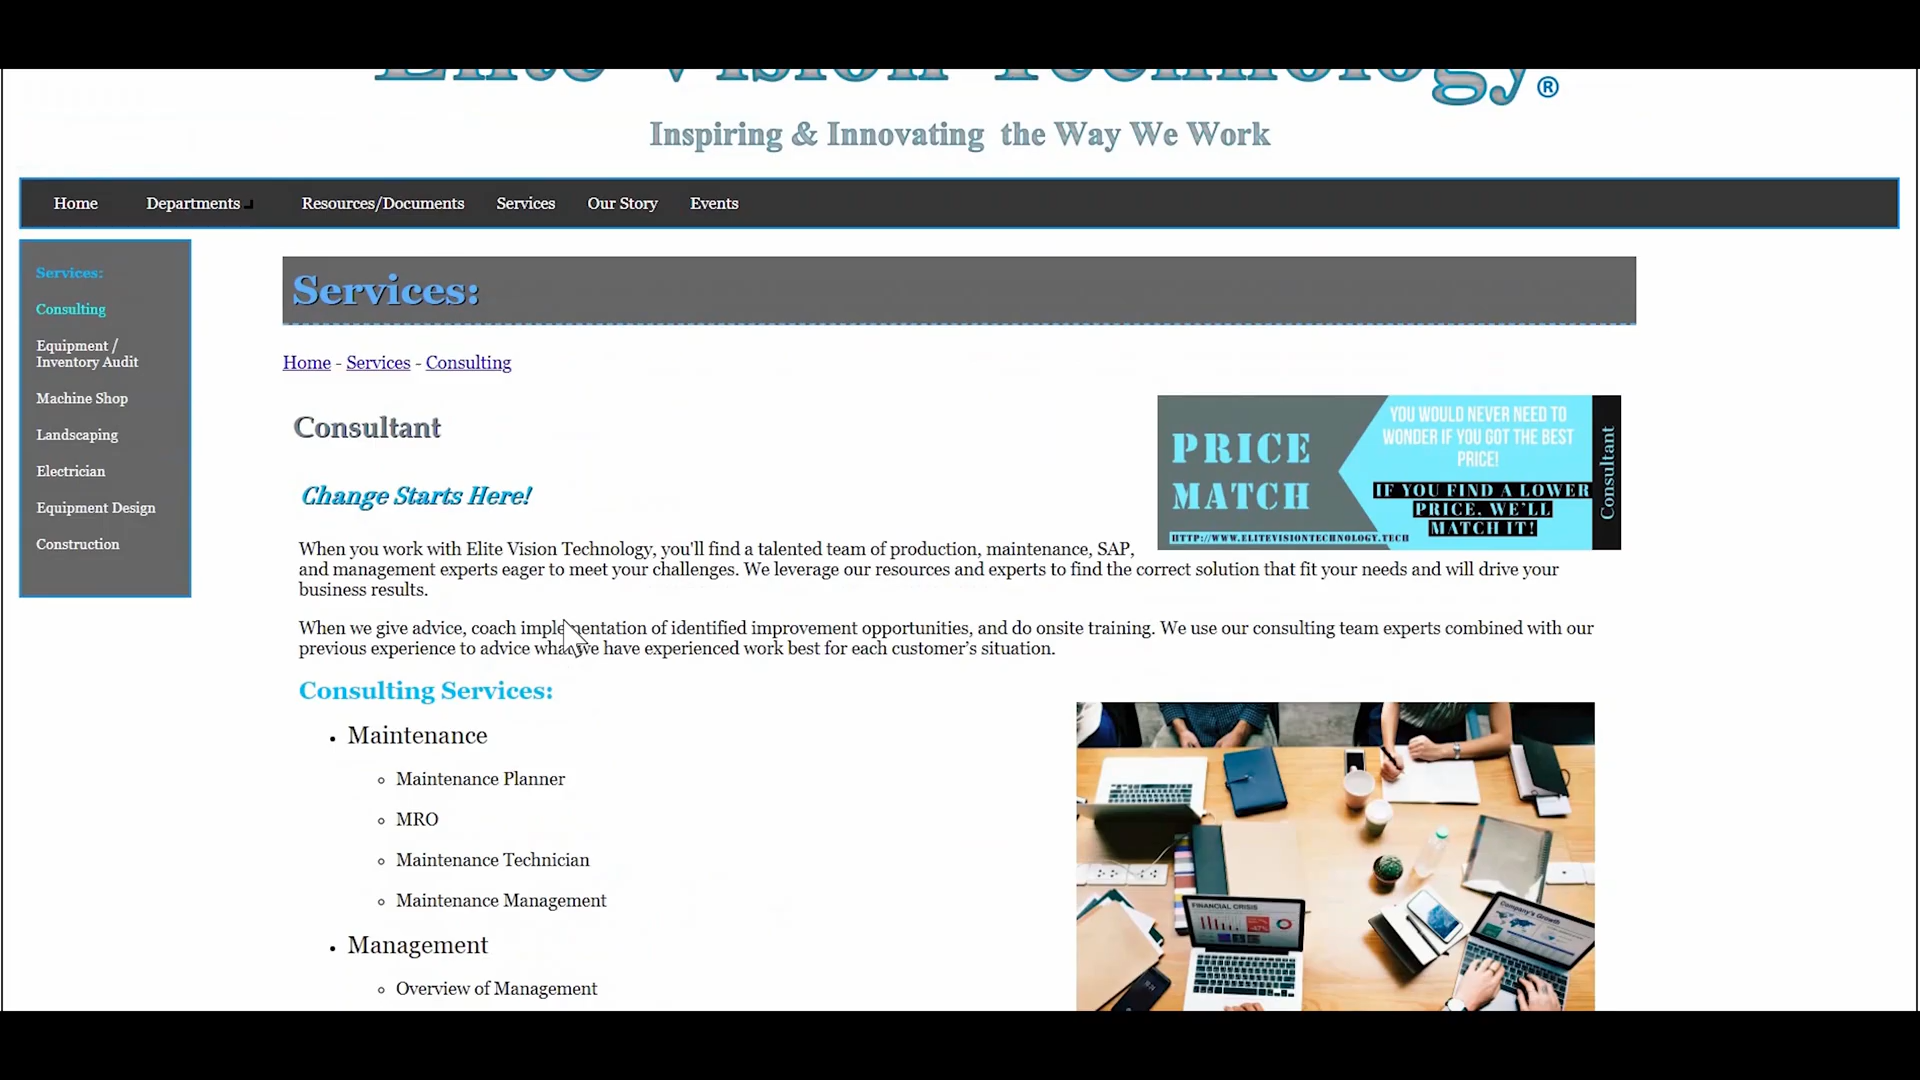 Elite Vision Technology®
Inspiring & Innovating the Way We Work
Home Departments Resources/Documents Services Our Story Events
Services:
Consulting
Equipment /
Inventory Audit
Machine Shop
Landscaping
Electrician
Equipment Design
Construction
Services:
Home - Services - Consulting
Consultant
PRICE
MATCH
HTTP://WWW.ELITEVISIONTECHNOLOGY.TECH
YOU WOULD NEVER NEED TO
WONDER IF YOU GOT THE BEST
PRICE!
IF YOU FIND A LOWER
PRICE, WE'LL
MATCH IT!
Consultant
Change Starts Here!
When you work with Elite Vision Technology, you'll find a talented team of production, maintenance, SAP,
and management experts eager to meet your challenges. We leverage our resources and experts to find the correct solution that fit your needs and will drive your
business results.
When we give advice, coach implementation of identified improvement opportunities, and do onsite training. We use our consulting team experts combined with our
previous experience to advice what we have experienced work best for each customer's situation.
Consulting Services:
Maintenance
Maintenance Planner
MRO
Maintenance Technician
Maintenance Management
Management
Overview of Management
FINANCIAL CRISIS
-47%
Company's Growth